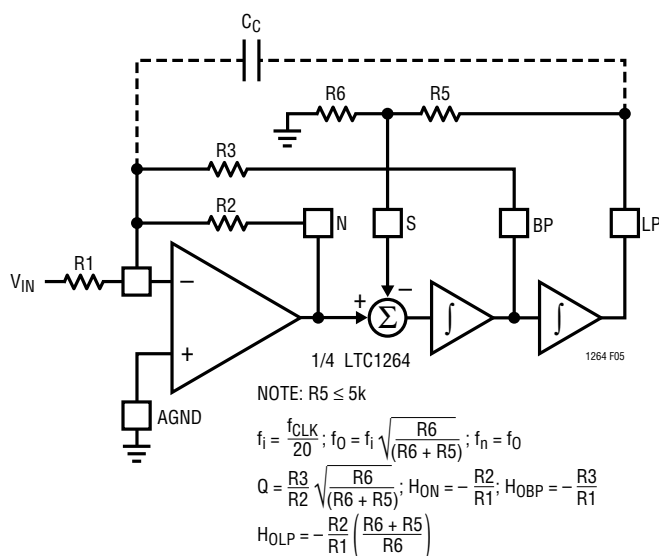 C_C
R6 R5
R3
R2 N S BP LP
R1
V_IN
− + − ∫ ∫
+ Σ
1/4 LTC1264
1264 F05
AGND
NOTE: R5 ≤ 5k
f_i = f_CLK/20; f_O = f_i √(R6/(R6 + R5)); f_n = f_O
Q = R3/R2 √(R6/(R6 + R5)); H_ON = − R2/R1; H_OBP = − R3/R1
H_OLP = − R2/R1 ((R6 + R5)/R6)